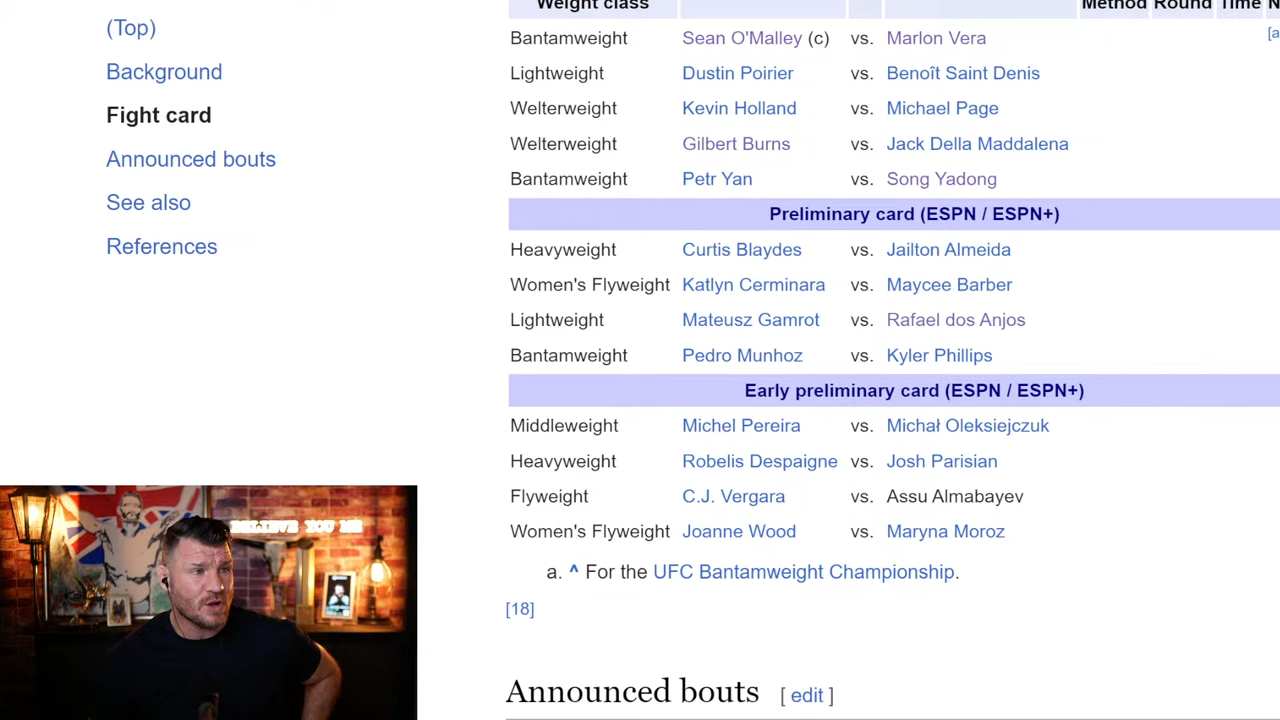 (Top)
Background
Fight card
Announced bouts
See also
References
Weight class Method Round Time N
Bantamweight Sean O'Malley (c) vs. Marlon Vera [a
Lightweight Dustin Poirier vs. Benoît Saint Denis
Welterweight Kevin Holland vs. Michael Page
Welterweight Gilbert Burns vs. Jack Della Maddalena
Bantamweight Petr Yan vs. Song Yadong
Preliminary card (ESPN / ESPN+)
Heavyweight Curtis Blaydes vs. Jailton Almeida
Women's Flyweight Katlyn Cerminara vs. Maycee Barber
Lightweight Mateusz Gamrot vs. Rafael dos Anjos
Bantamweight Pedro Munhoz vs. Kyler Phillips
Early preliminary card (ESPN / ESPN+)
Middleweight Michel Pereira vs. Michał Oleksiejczuk
Heavyweight Robelis Despaigne vs. Josh Parisian
Flyweight C.J. Vergara vs. Assu Almabayev
Women's Flyweight Joanne Wood vs. Maryna Moroz
a. ^ For the UFC Bantamweight Championship.
[18]
Announced bouts [ edit ]
BELIEVE YOU ME